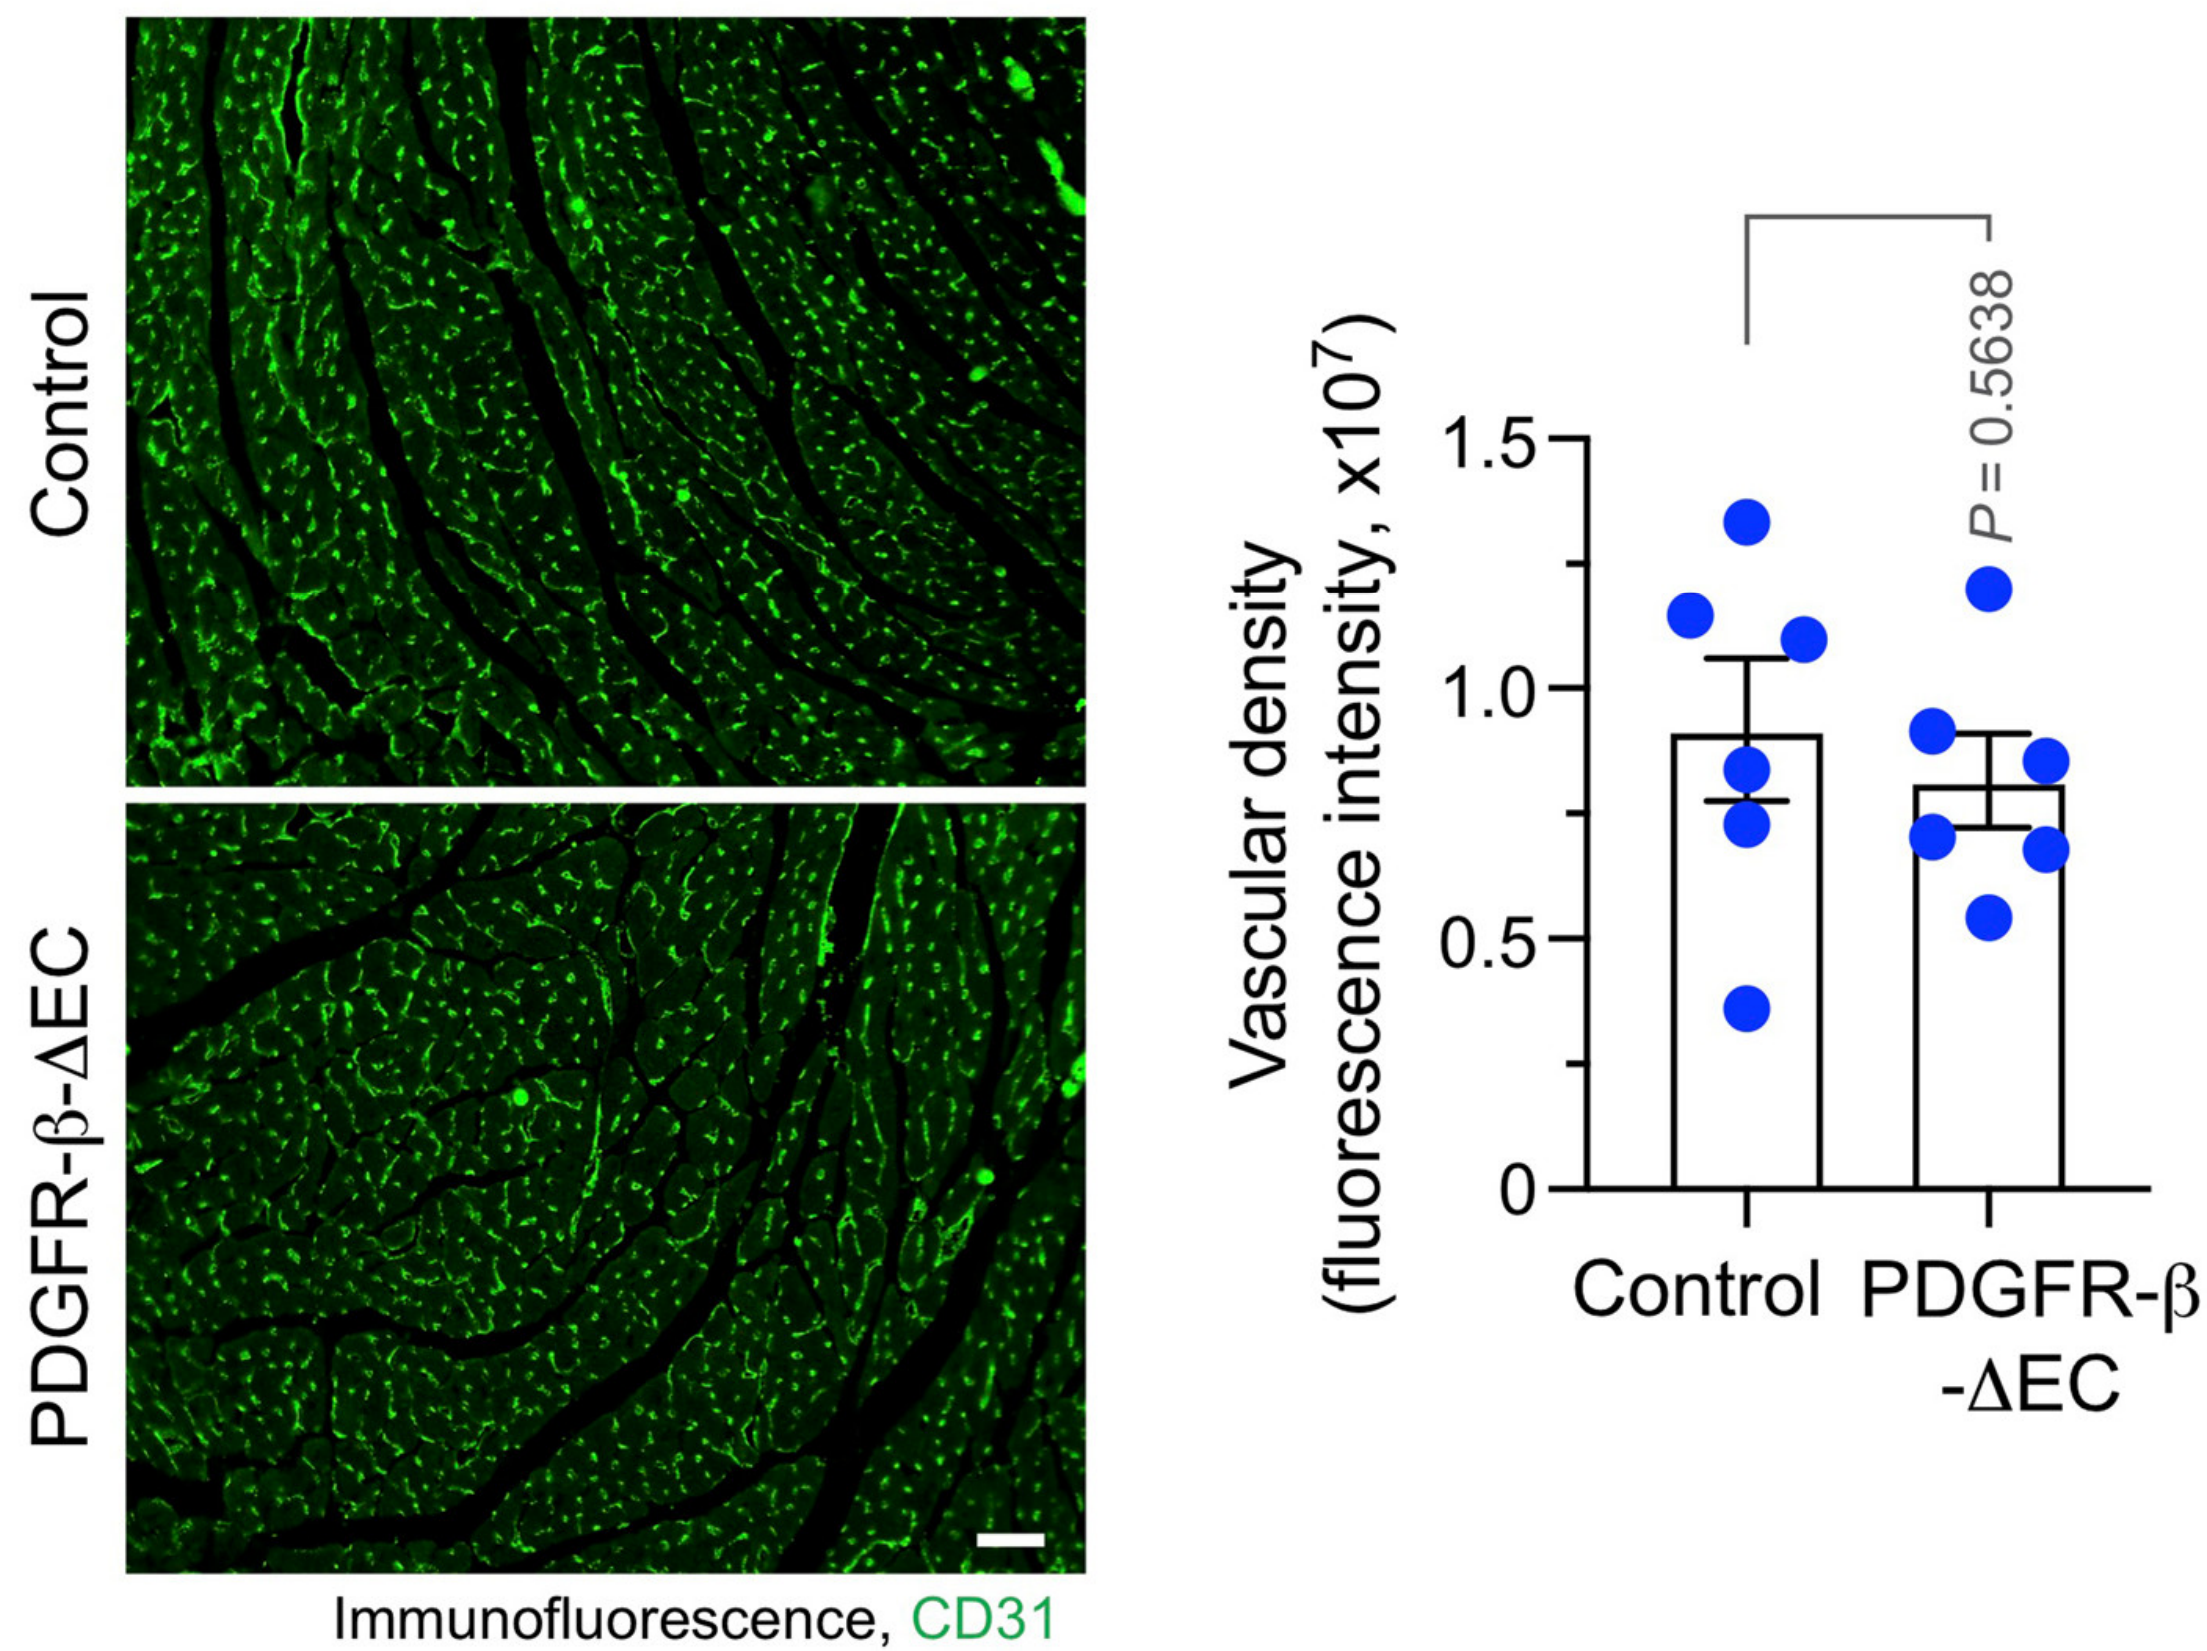 Control
PDGFR-β-ΔEC
Immunofluorescence, CD31
Vascular density
(fluorescence intensity, x10⁷)
1.5
1.0
0.5
0
P = 0.5638
Control
PDGFR-β
-ΔEC